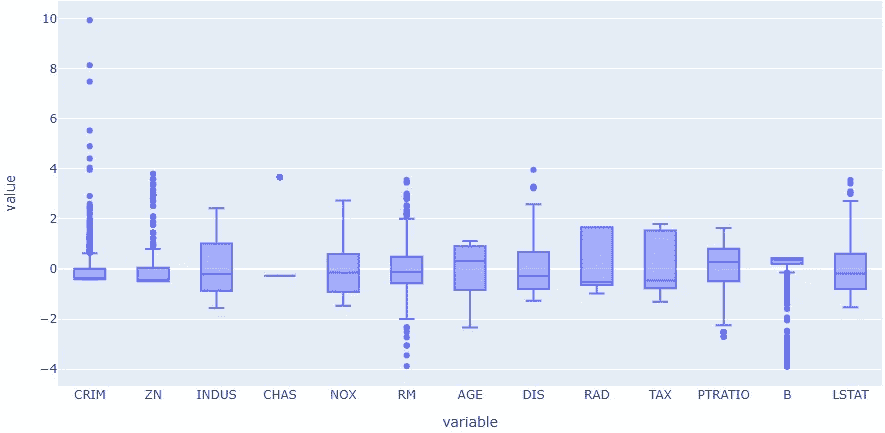 10
8
6
4
2
0
−2
−4
value
CRIM ZN INDUS CHAS NOX RM AGE DIS RAD TAX PTRATIO B LSTAT
variable